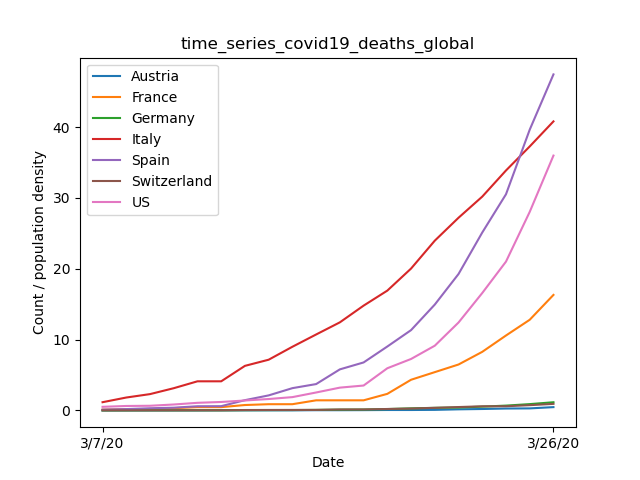 time_series_covid19_deaths_global
Austria
France
Germany
Italy
Spain
Switzerland
US
Count / population density
40
30
20
10
0
3/7/20
3/26/20
Date